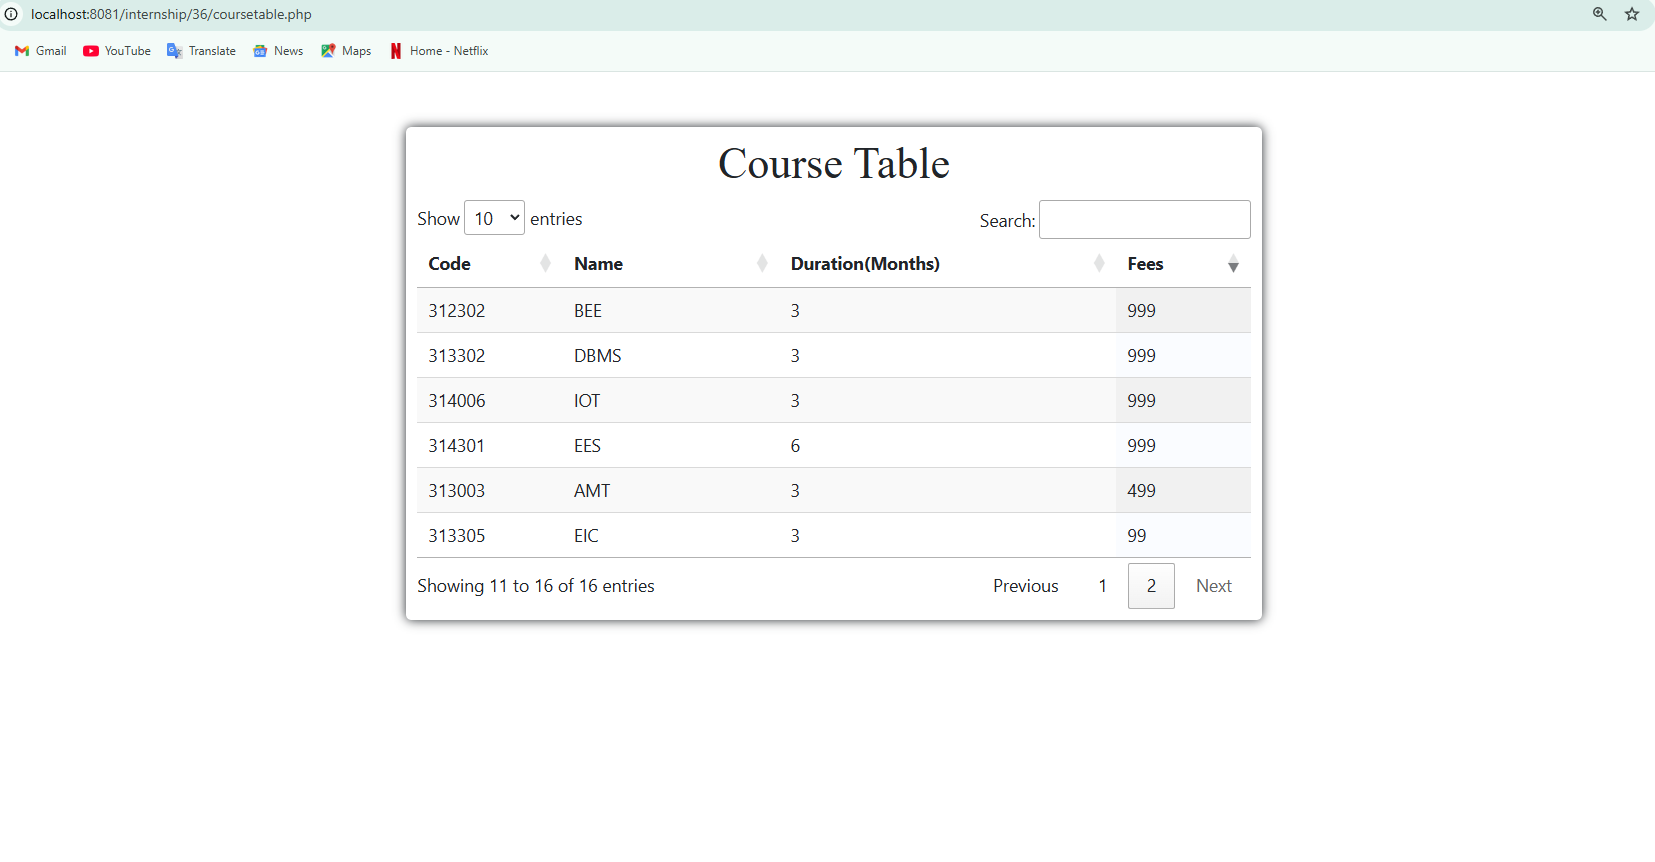 localhost:8081/internship/36/coursetable.php
Gmail YouTube Translate News Maps Home - Netflix
Course Table
Show 10 entries Search:
Code Name Duration(Months) Fees
312302 BEE 3 999
313302 DBMS 3 999
314006 IOT 3 999
314301 EES 6 999
313003 AMT 3 499
313305 EIC 3 99
Showing 11 to 16 of 16 entries Previous 1 2 Next